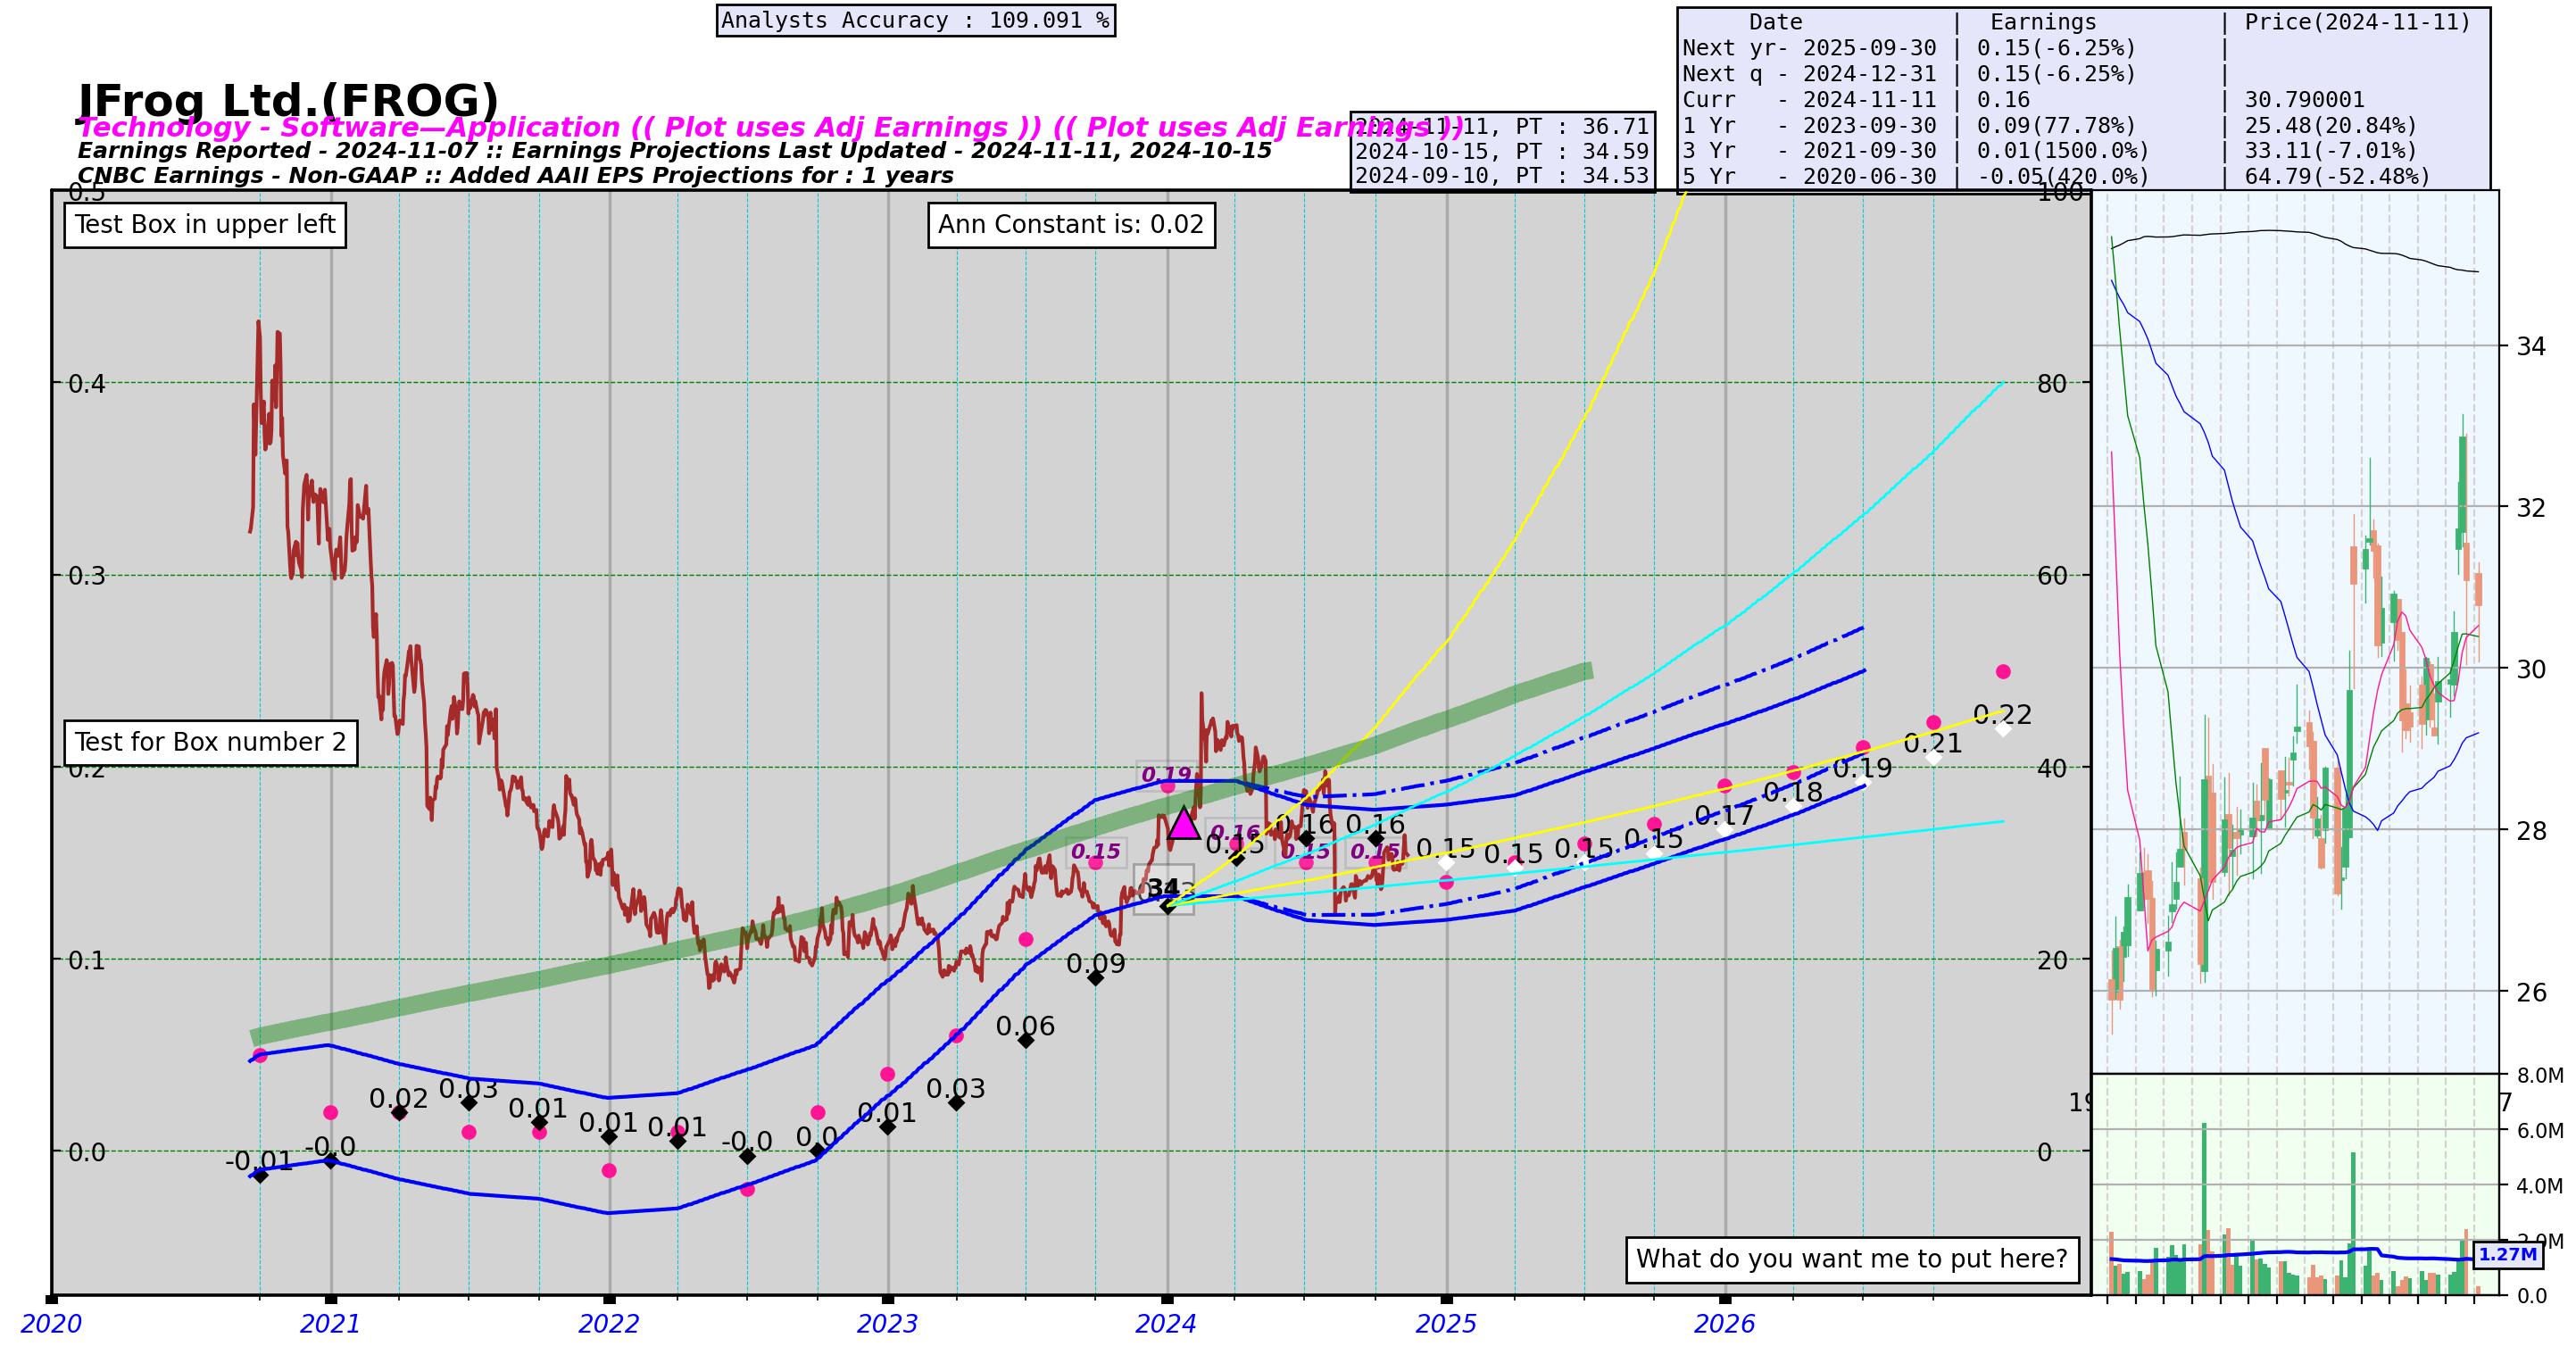 Analysts Accuracy : 109.091 %
Date | Earnings | Price(2024-11-11)
Next yr- 2025-09-30 | 0.15(-6.25%) |
Next q - 2024-12-31 | 0.15(-6.25%) |
Curr - 2024-11-11 | 0.16 | 30.790001
1 Yr - 2023-09-30 | 0.09(77.78%) | 25.48(20.84%)
3 Yr - 2021-09-30 | 0.01(1500.0%) | 33.11(-7.01%)
5 Yr - 2020-06-30 | -0.05(420.0%) | 64.79(-52.48%)
JFrog Ltd.(FROG)
Technology - Software—Application (( Plot uses Adj Earnings )) (( Plot uses Adj Earnings ))
Earnings Reported - 2024-11-07 :: Earnings Projections Last Updated - 2024-11-11, 2024-10-15
CNBC Earnings - Non-GAAP :: Added AAII EPS Projections for : 1 years
2024-11-11, PT : 36.71
2024-10-15, PT : 34.59
2024-09-10, PT : 34.53
0.5
100
Test Box in upper left
Ann Constant is: 0.02
34
0.4
80
32
0.3
60
30
0.22
Test for Box number 2
0.21
0.2
0.19
0.19
40
0.18
0.17
28
0.16
0.16
0.16
0.15
0.15
0.15
0.15
0.15
0.15
0.15
0.15
34
0.09
0.1
20
26
0.06
8.0M
0.02
0.03
0.01
0.01
0.01
-0.0
0.0
0.01
0.03
19
7
6.0M
-0.01
-0.0
0.0
0
4.0M
2.0M
1.27M
What do you want me to put here?
0.0
2020
2021
2022
2023
2024
2025
2026